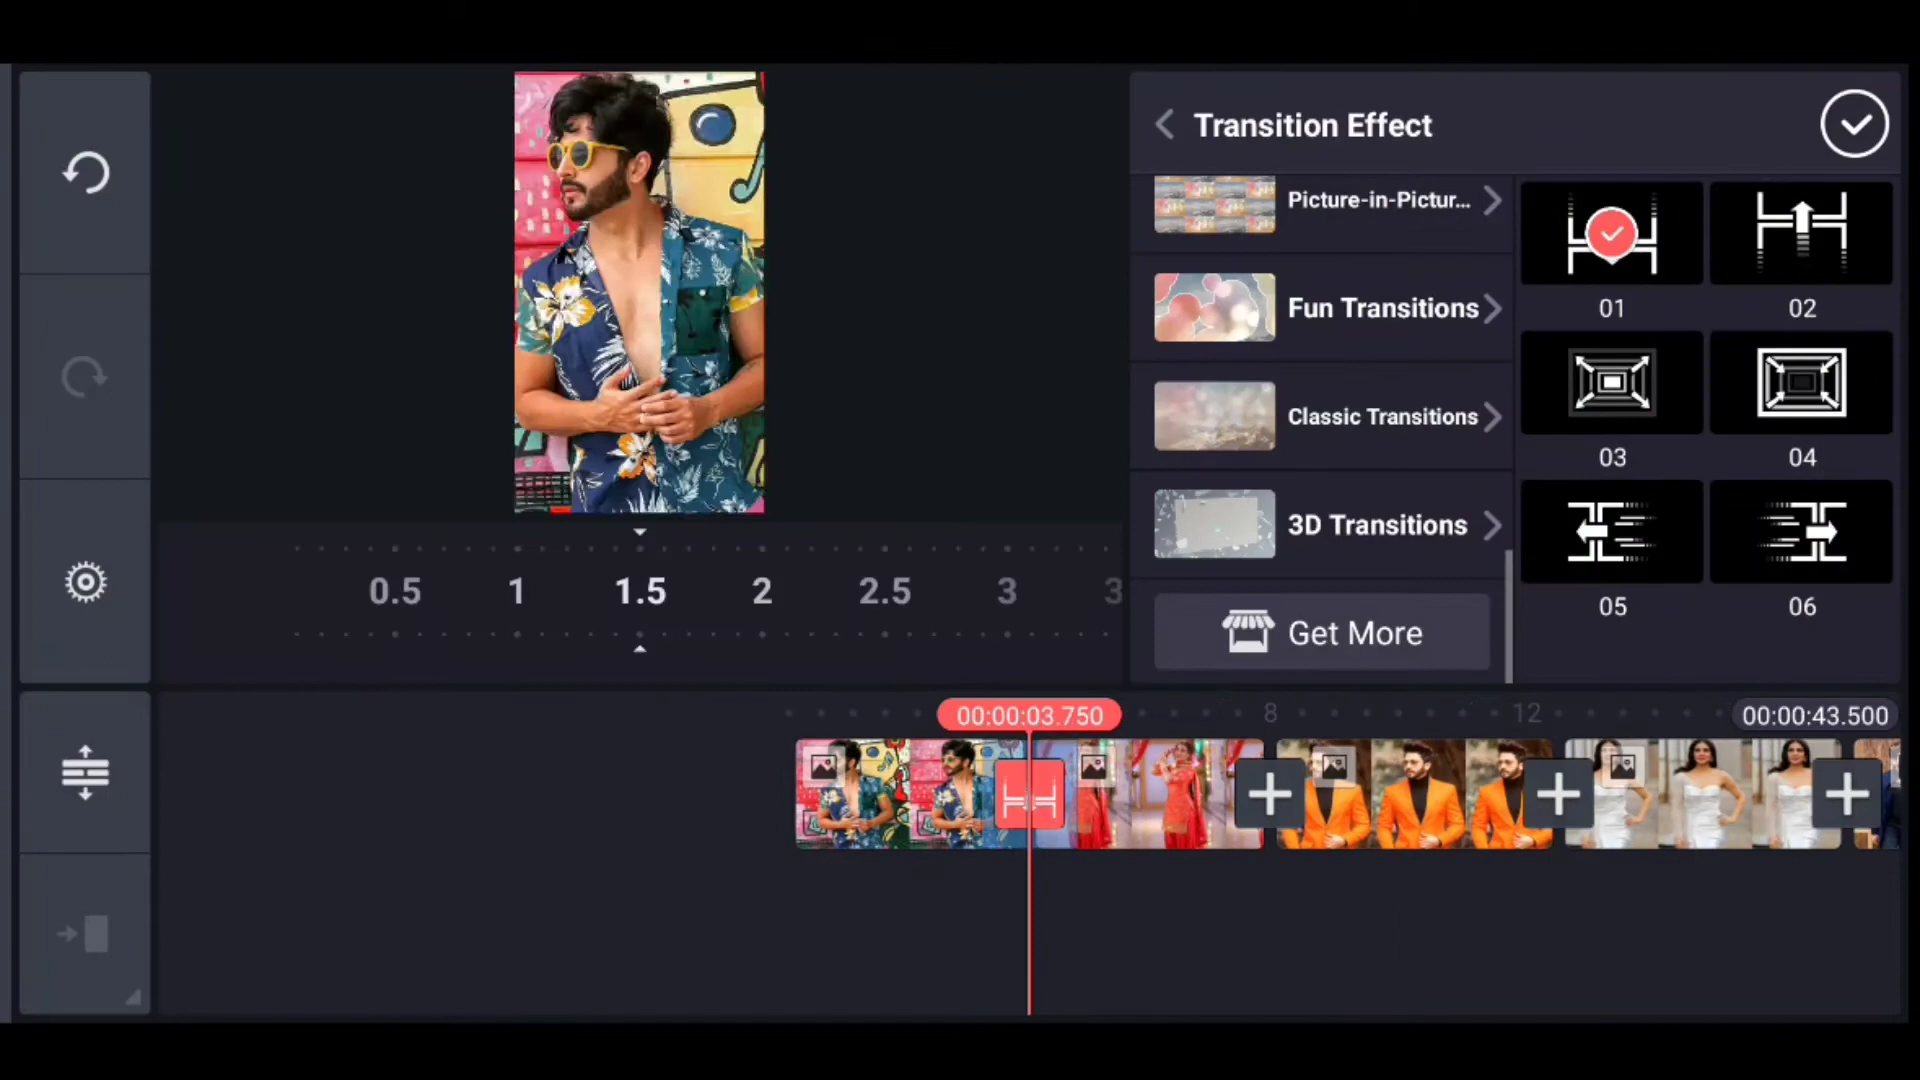 Transition Effect
Picture-in-Pictur...
Fun Transitions
Classic Transitions
3D Transitions
Get More
01
02
03
04
05
06
0.5
1
1.5
2
2.5
3
3
00:00:03.750
8
12
00:00:43.500